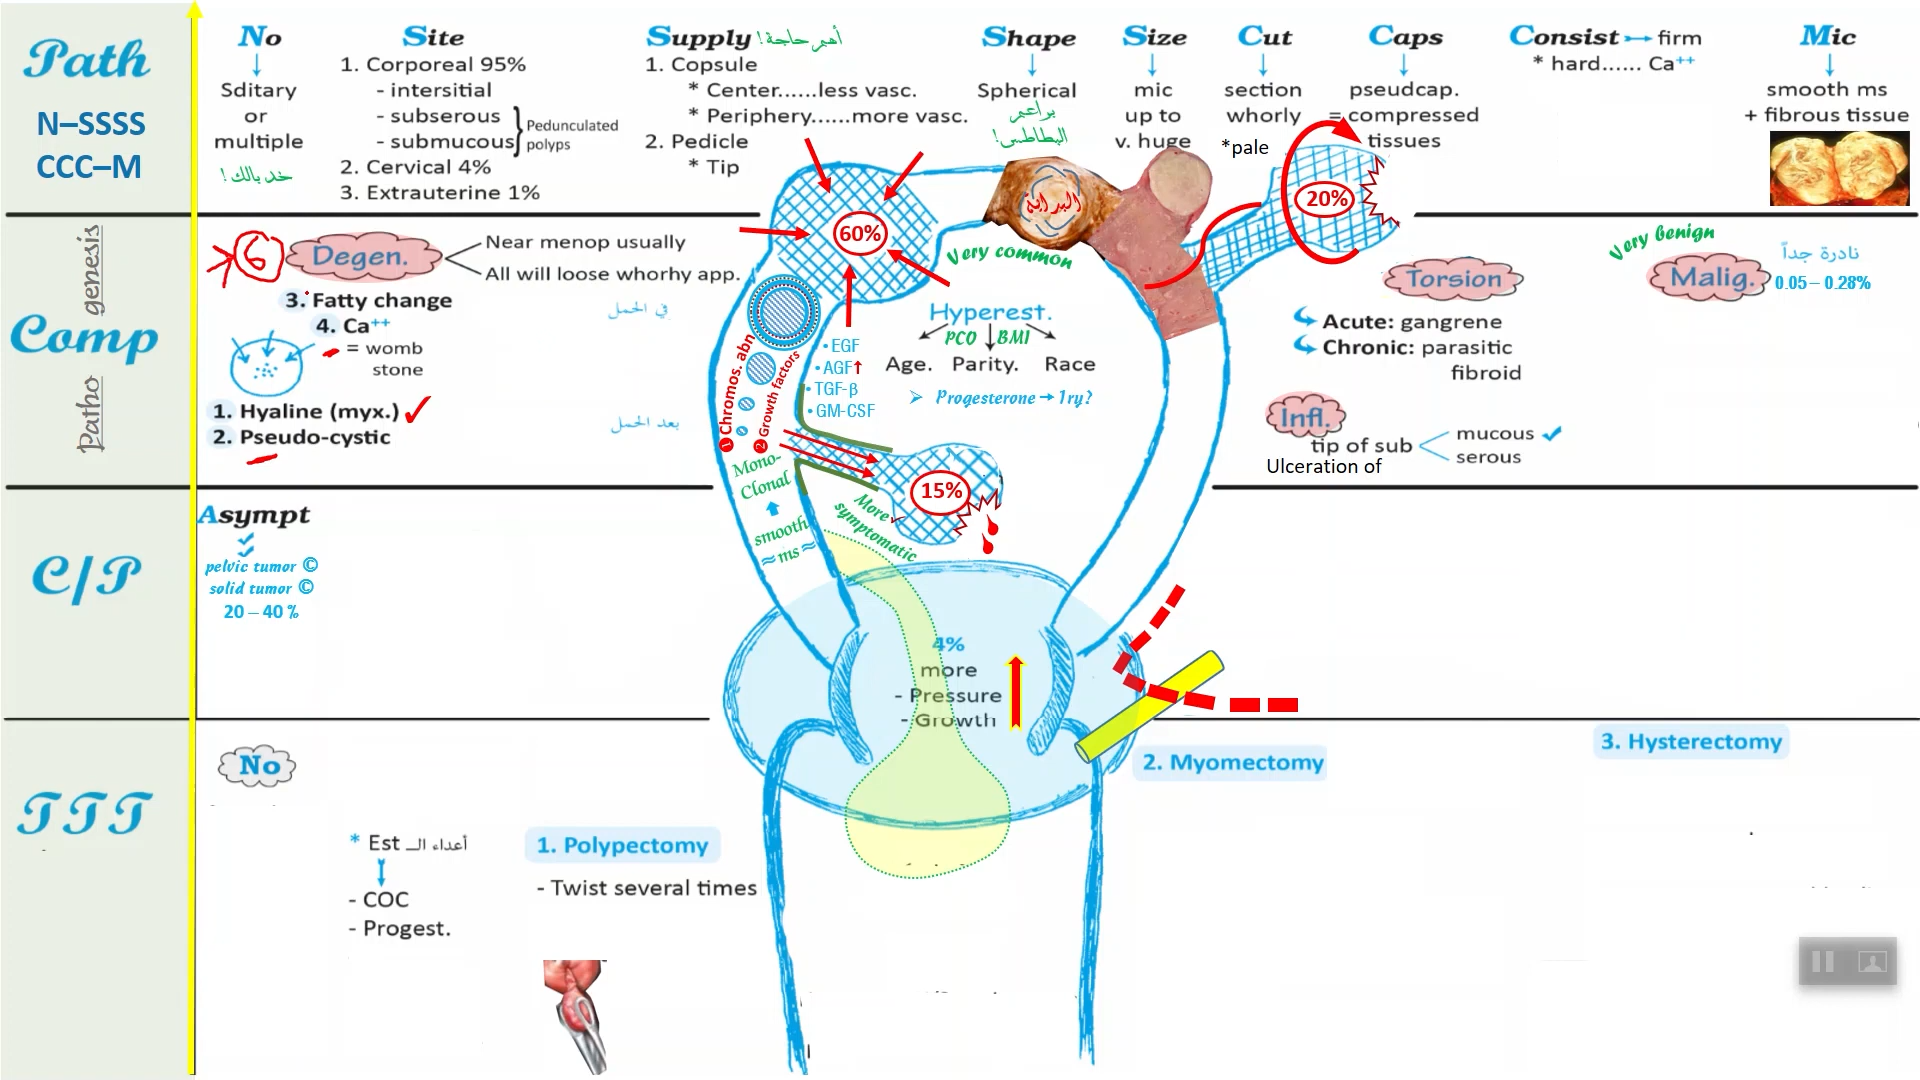 Path
N–SSSS
CCC–M
No
Sditary
or
multiple
خد بالك!
Site
1. Corporeal 95%
- intersitial
- subserous
- submucous
Pedunculated
polyps
2. Cervical 4%
3. Extrauterine 1%
Supply أهم حاجة!
1. Copsule
* Center......less vasc.
* Periphery......more vasc.
2. Pedicle
* Tip
Shape
Spherical
براعم
البطاطس!
Size
mic
up to
v. huge
Cut
section
whorly
*pale
Caps
pseudcap.
= compressed
tissues
Consist firm
* hard...... Ca++
Mic
smooth ms
+ fibrous tissue
60%
البداية
Very common
20%
Comp
Patho genesis
6
Degen.
Near menop usually
All will loose whorhy app.
3. Fatty change
4. Ca++
= womb
stone
1. Hyaline (myx.)
2. Pseudo-cystic
في الحمل
بعد الحمل
1 Chromos. abn
2 Growth factors
• EGF
• AGF
• TGF-β
• GM-CSF
Mono-
Clonal
smooth
≈ ms ≈
Hyperest.
PCO BMI
Age. Parity. Race
Progesterone → 1ry?
15%
More
symptomatic
Torsion
Acute: gangrene
Chronic: parasitic
fibroid
Infl.
tip of sub
mucous
serous
Ulceration of
Very benign
Malig.
نادرة جداً
0.05 – 0.28%
C/P
Asympt
pelvic tumor ©
solid tumor ©
20 – 40 %
4%
more
- Pressure
- Growth
TTT
No
* Est أعداء الـ
- COC
- Progest.
1. Polypectomy
- Twist several times
2. Myomectomy
3. Hysterectomy